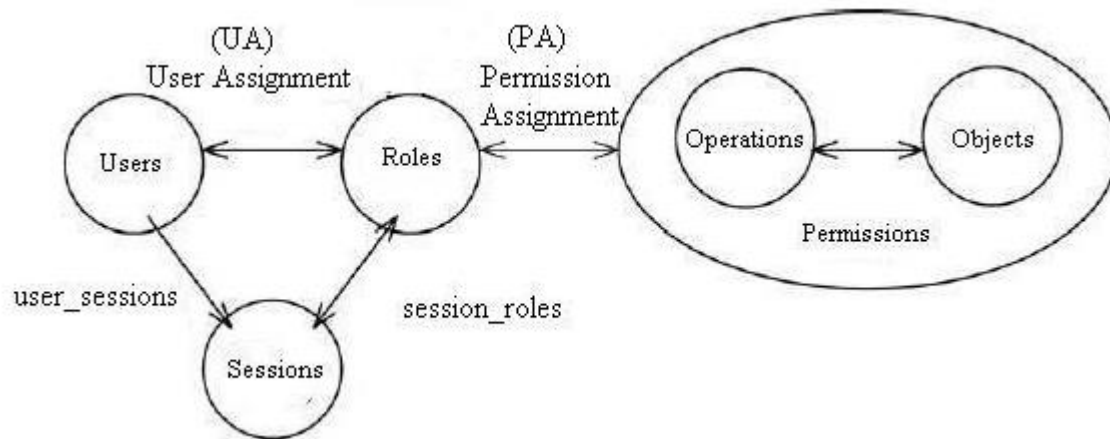 (UA)
User Assignment
(PA)
Permission
Assignment
Users
Roles
Operations
Objects
Permissions
user_sessions
session_roles
Sessions